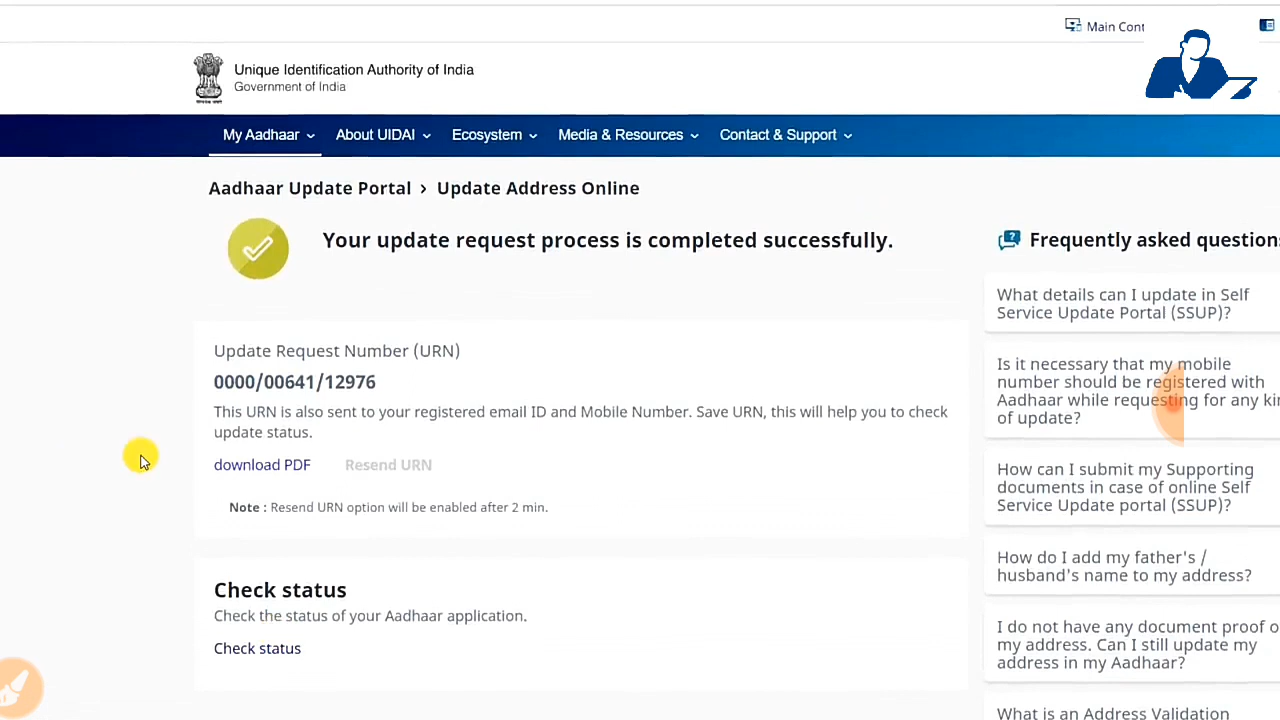 Main Cont
Unique Identification Authority of India
Government of India
My Aadhaar
About UIDAI
Ecosystem
Media & Resources
Contact & Support
Aadhaar Update Portal › Update Address Online
Your update request process is completed successfully.
Update Request Number (URN)
0000/00641/12976
This URN is also sent to your registered email ID and Mobile Number. Save URN, this will help you to check
update status.
download PDF
Resend URN
Note : Resend URN option will be enabled after 2 min.
Check status
Check the status of your Aadhaar application.
Check status
Frequently asked question
What details can I update in Self
Service Update Portal (SSUP)?
Is it necessary that my mobile
number should be registered with
Aadhaar while requesting for any ki
of update?
How can I submit my Supporting
documents in case of online Self
Service Update portal (SSUP)?
How do I add my father's /
husband's name to my address?
I do not have any document proof o
my address. Can I still update my
address in my Aadhaar?
What is an Address Validation